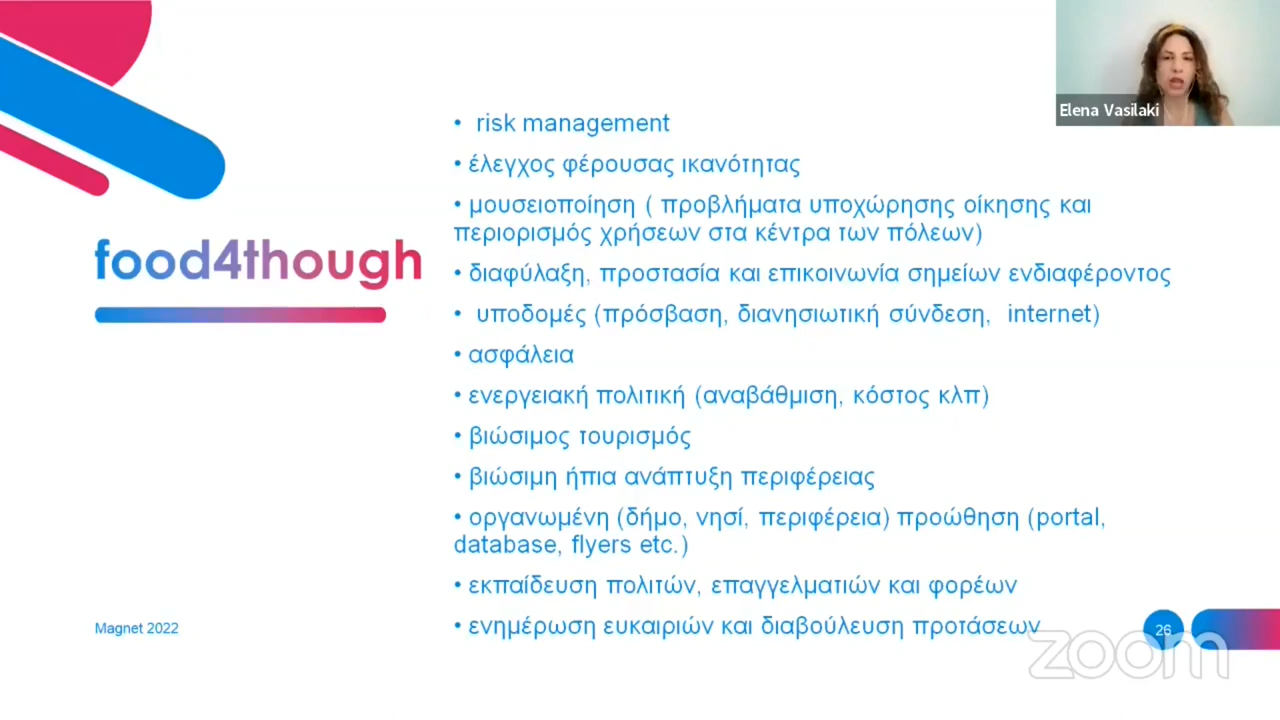 Elena Vasilaki
• risk management
• έλεγχος φέρουσας ικανότητας
• μουσειοποίηση ( προβλήματα υποχώρησης οίκησης και
περιορισμός χρήσεων στα κέντρα των πόλεων)
food4though
• διαφύλαξη, προστασία και επικοινωνία σημείων ενδιαφέροντος
• υποδομές (πρόσβαση, διανησιωτική σύνδεση, internet)
• ασφάλεια
• ενεργειακή πολιτική (αναβάθμιση, κόστος κλπ)
• βιώσιμος τουρισμός
• βιώσιμη ήπια ανάπτυξη περιφέρειας
• οργανωμένη (δήμο, νησί, περιφέρεια) προώθηση (portal,
database, flyers etc.)
• εκπαίδευση πολιτών, επαγγελματιών και φορέων
• ενημέρωση ευκαιριών και διαβούλευση προτάσεων
Magnet 2022
26
zoom